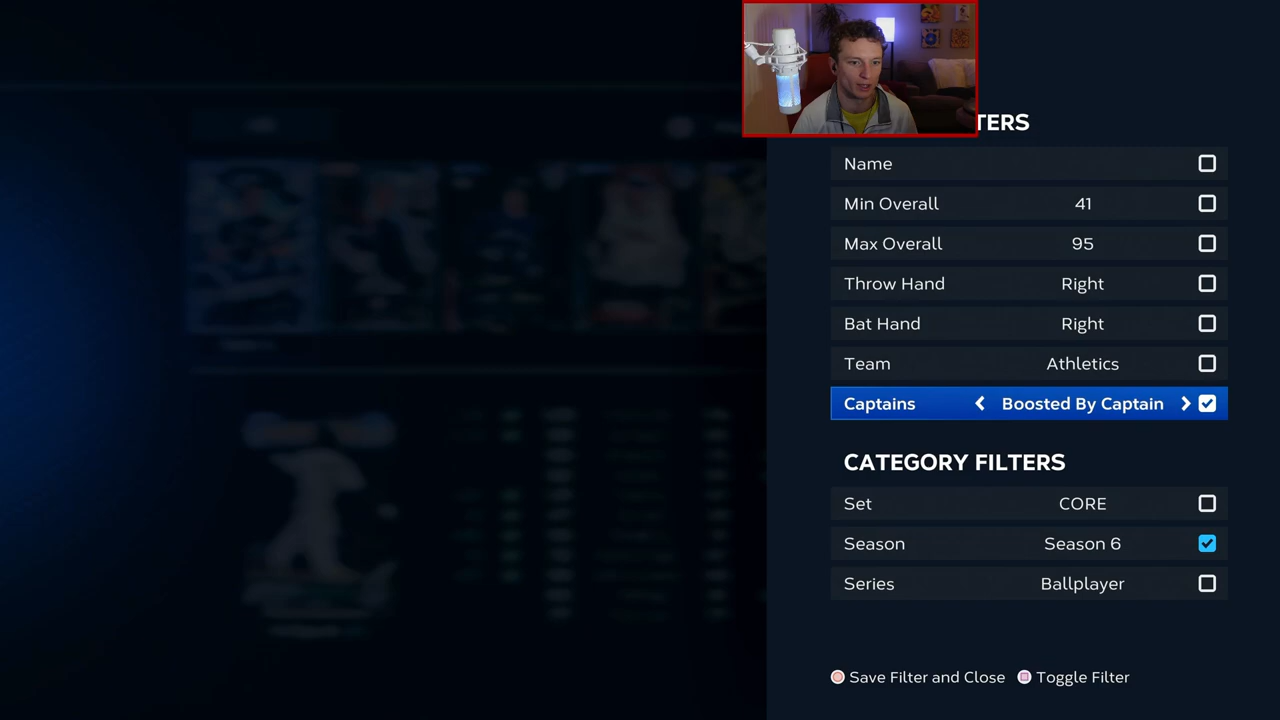 TERS
Name
Min Overall 41
Max Overall 95
Throw Hand Right
Bat Hand Right
Team Athletics
Captains Boosted By Captain
CATEGORY FILTERS
Set CORE
Season Season 6
Series Ballplayer
Save Filter and Close Toggle Filter